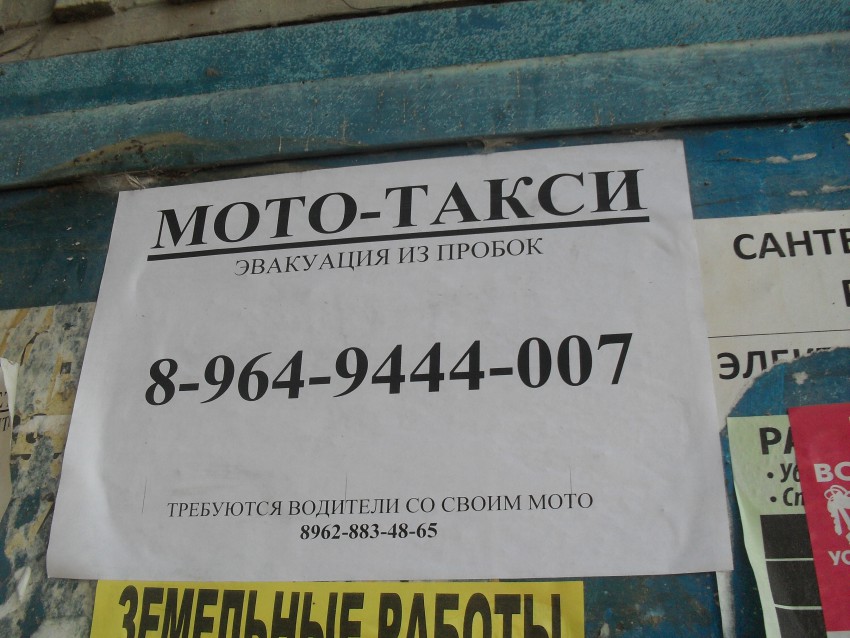 МОТО-ТАКСИ
ЭВАКУАЦИЯ ИЗ ПРОБОК
8-964-9444-007
ТРЕБУЮТСЯ ВОДИТЕЛИ СО СВОИМ МОТО
8962-883-48-65
ЗЕМЕЛЬНЫЕ РАБОТЫ